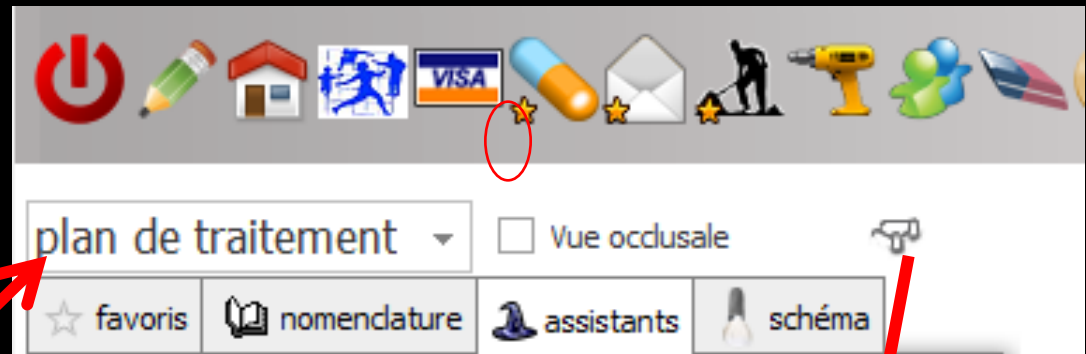 VISA
plan de traitement Vue occlusale
favoris nomenclature assistants schéma